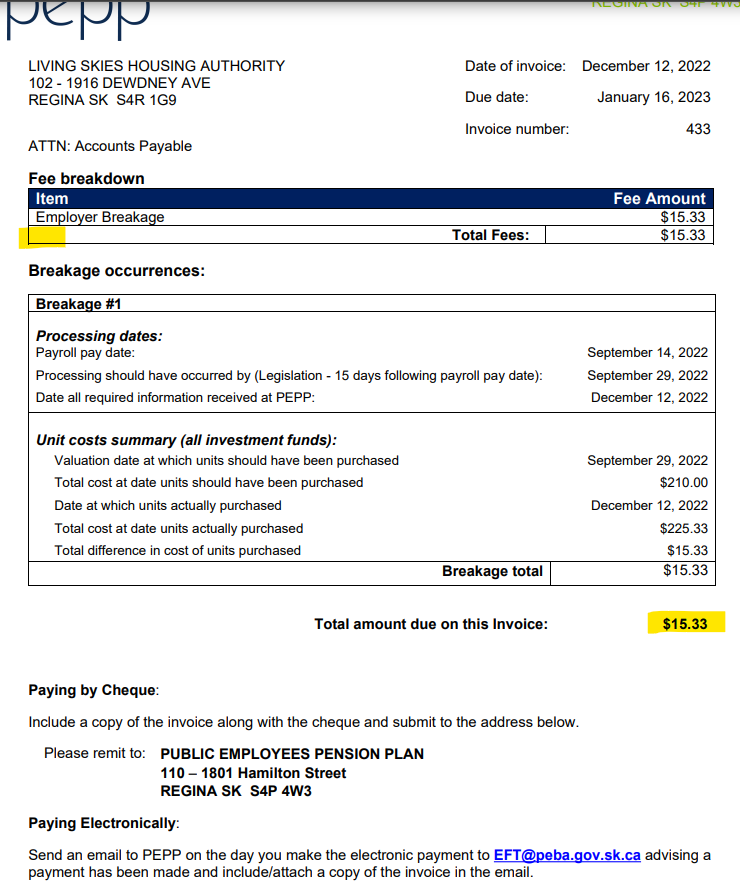 pepp
REGINA SK S4P 4W3
LIVING SKIES HOUSING AUTHORITY
102 - 1916 DEWDNEY AVE
REGINA SK S4R 1G9
Date of invoice: December 12, 2022
Due date: January 16, 2023
Invoice number: 433
ATTN: Accounts Payable
Fee breakdown
Item Fee Amount
Employer Breakage $15.33
Total Fees: $15.33
Breakage occurrences:
Breakage #1
Processing dates:
Payroll pay date: September 14, 2022
Processing should have occurred by (Legislation - 15 days following payroll pay date): September 29, 2022
Date all required information received at PEPP: December 12, 2022
Unit costs summary (all investment funds):
Valuation date at which units should have been purchased September 29, 2022
Total cost at date units should have been purchased $210.00
Date at which units actually purchased December 12, 2022
Total cost at date units actually purchased $225.33
Total difference in cost of units purchased $15.33
Breakage total $15.33
Total amount due on this Invoice: $15.33
Paying by Cheque:
Include a copy of the invoice along with the cheque and submit to the address below.
Please remit to: PUBLIC EMPLOYEES PENSION PLAN
110 – 1801 Hamilton Street
REGINA SK S4P 4W3
Paying Electronically:
Send an email to PEPP on the day you make the electronic payment to EFT@peba.gov.sk.ca advising a
payment has been made and include/attach a copy of the invoice in the email.